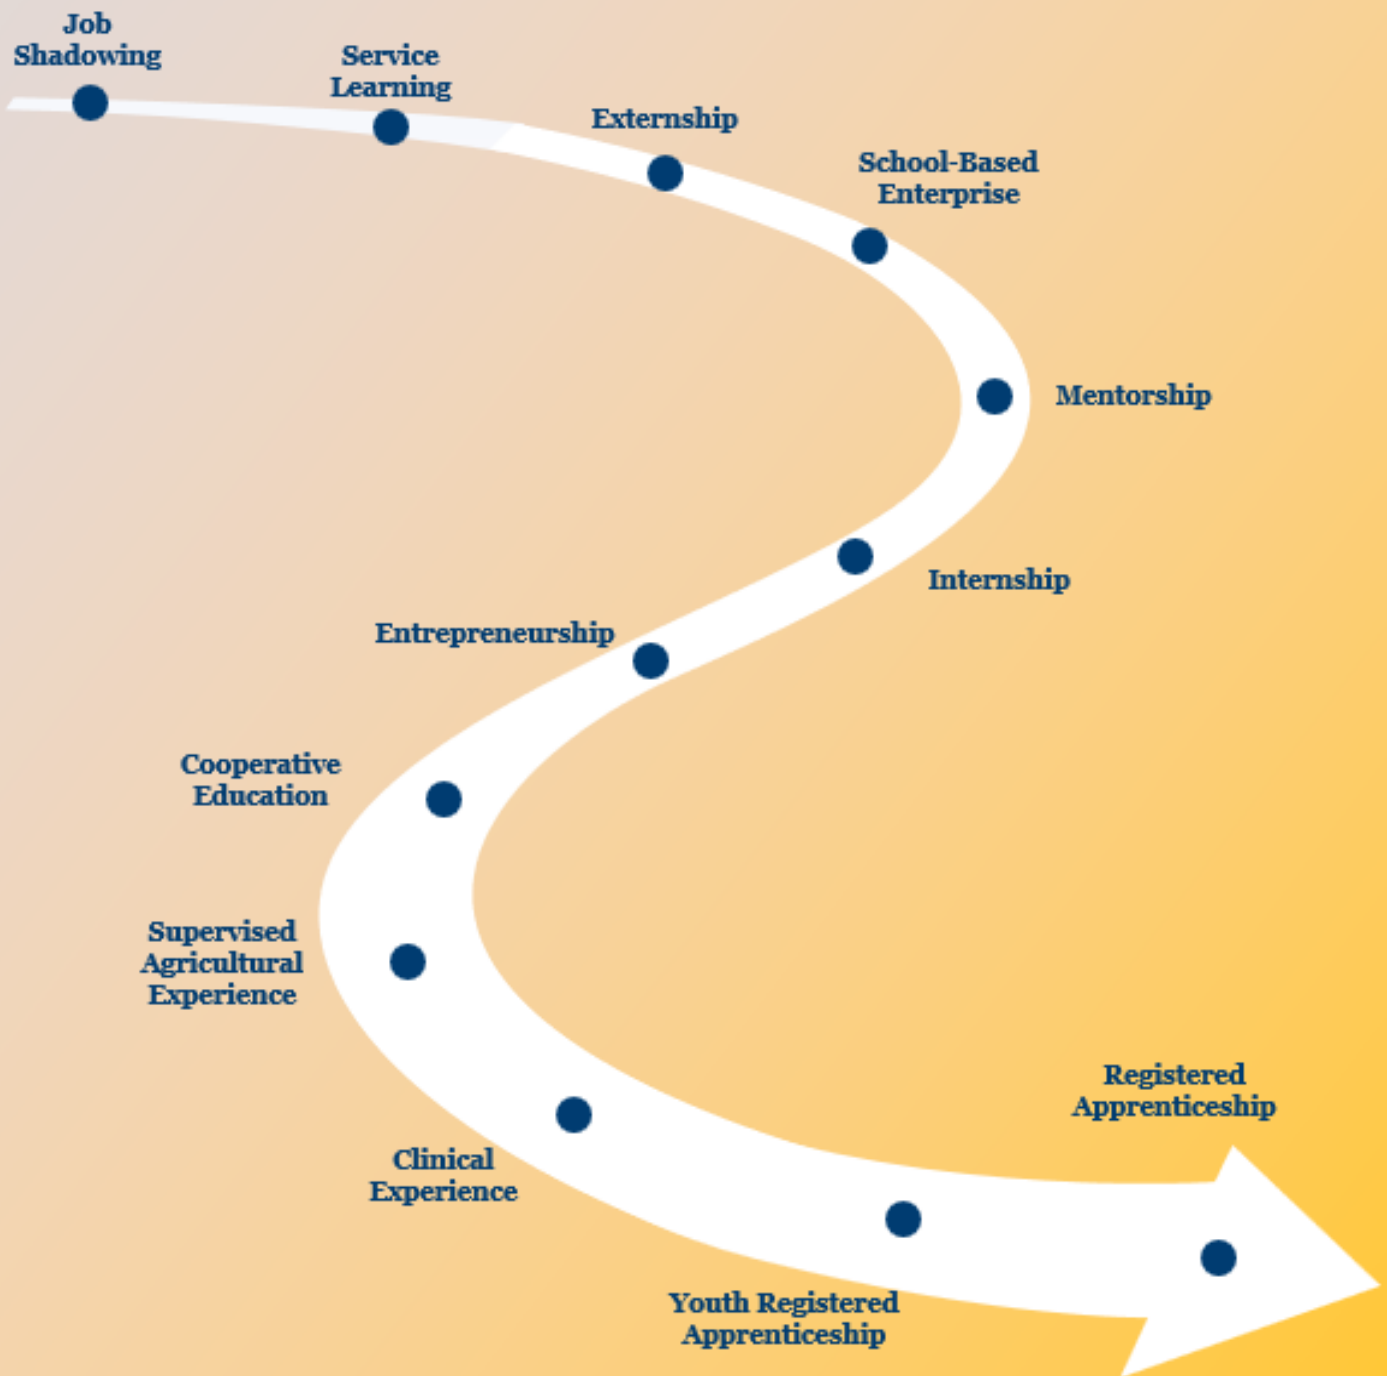 Job
Shadowing
Service
Learning
Externship
School-Based
Enterprise
Mentorship
Internship
Entrepreneurship
Cooperative
Education
Supervised
Agricultural
Experience
Clinical
Experience
Youth Registered
Apprenticeship
Registered
Apprenticeship